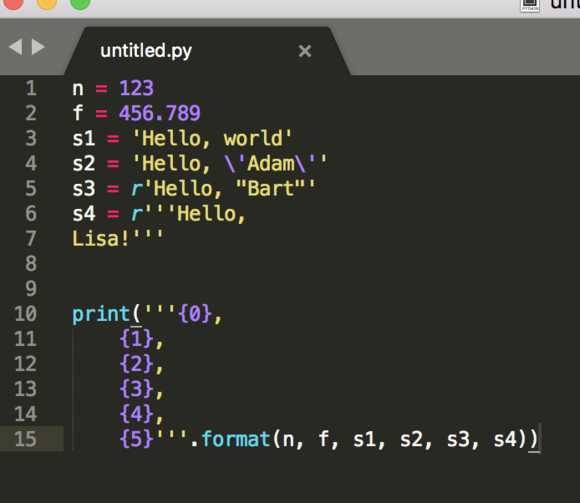 unt
untitled.py ×
1 n = 123
2 f = 456.789
3 s1 = 'Hello, world'
4 s2 = 'Hello, \'Adam\''
5 s3 = r'Hello, "Bart"'
6 s4 = r'''Hello,
7 Lisa!'''
8
9
10 print('''{0},
11     {1},
12     {2},
13     {3},
14     {4},
15     {5}'''.format(n, f, s1, s2, s3, s4))